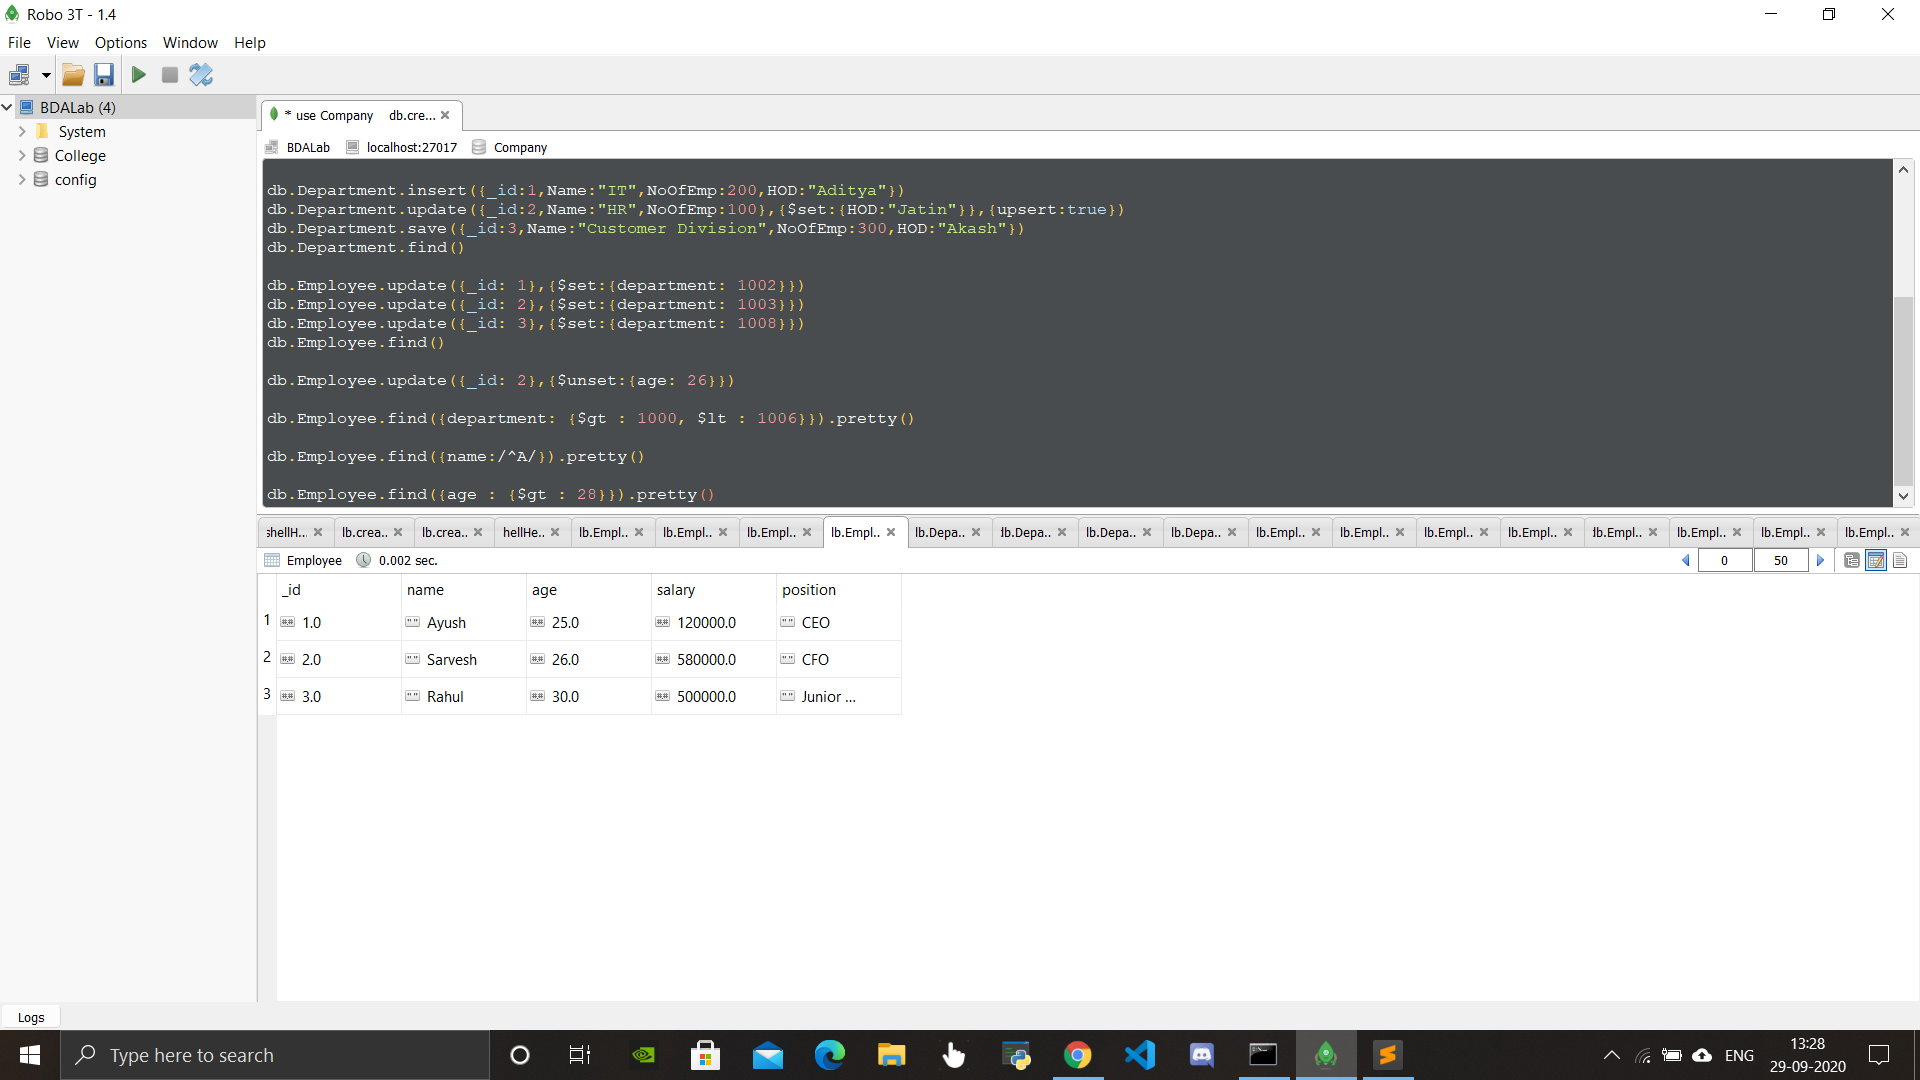 Robo 3T - 1.4
File View Options Window Help
BDALab (4)
System
College
config
* use Company db.cre...
BDALab localhost:27017 Company
db.Department.insert({_id:1,Name:"IT",NoOfEmp:200,HOD:"Aditya"})
db.Department.update({_id:2,Name:"HR",NoOfEmp:100},{$set:{HOD:"Jatin"}},{upsert:true})
db.Department.save({_id:3,Name:"Customer Division",NoOfEmp:300,HOD:"Akash"})
db.Department.find()
db.Employee.update({_id: 1},{$set:{department: 1002}})
db.Employee.update({_id: 2},{$set:{department: 1003}})
db.Employee.update({_id: 3},{$set:{department: 1008}})
db.Employee.find()
db.Employee.update({_id: 2},{$unset:{age: 26}})
db.Employee.find({department: {$gt : 1000, $lt : 1006}}).pretty()
db.Employee.find({name:/^A/}).pretty()
db.Employee.find({age : {$gt : 28}}).pretty()
shellH... lb.crea.. lb.crea.. hellHe.. lb.Empl.. lb.Empl.. lb.Empl.. lb.Empl.. lb.Depa.. lb.Depa.. lb.Depa.. lb.Depa.. lb.Empl.. lb.Empl.. lb.Empl.. lb.Empl.. lb.Empl.. lb.Empl.. lb.Empl.. lb.Empl..
Employee 0.002 sec. 0 50
_id name age salary position
1 1.0 Ayush 25.0 120000.0 CEO
2 2.0 Sarvesh 26.0 580000.0 CFO
3 3.0 Rahul 30.0 500000.0 Junior ...
Logs
Type here to search
ENG
13:28
29-09-2020